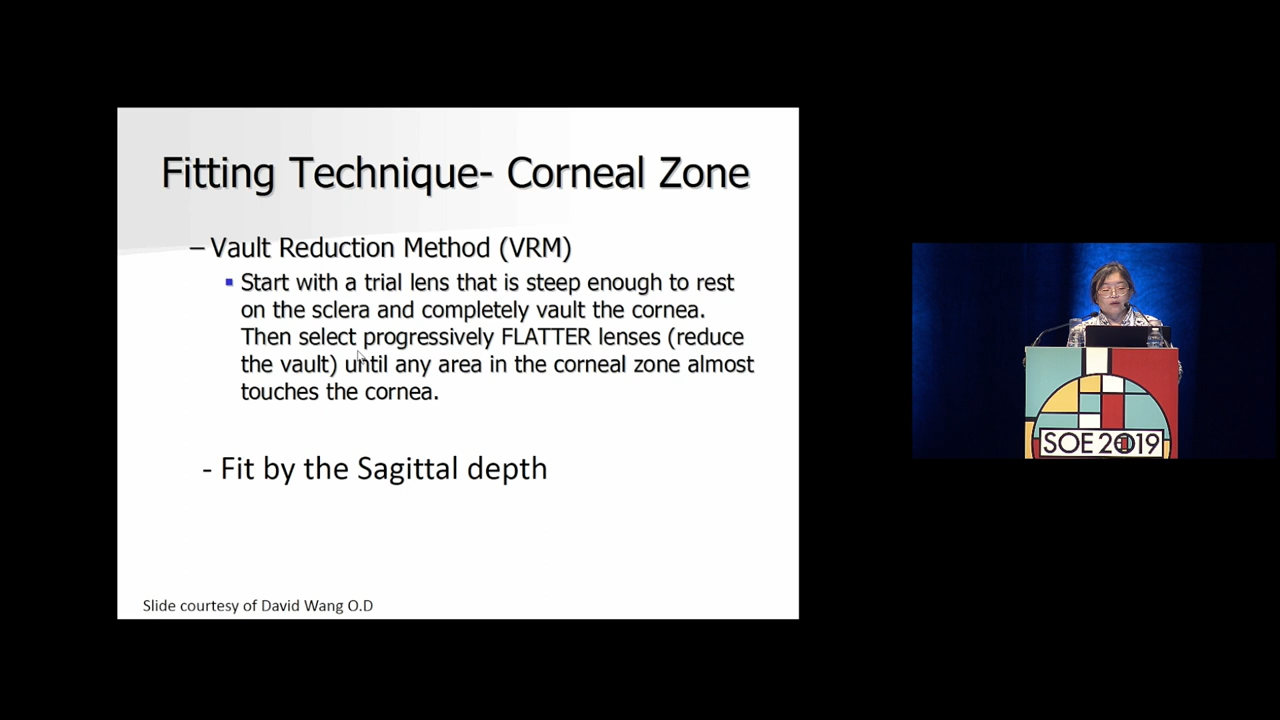 Fitting Technique- Corneal Zone
– Vault Reduction Method (VRM)
▪ Start with a trial lens that is steep enough to rest
on the sclera and completely vault the cornea.
Then select progressively FLATTER lenses (reduce
the vault) until any area in the corneal zone almost
touches the cornea.
- Fit by the Sagittal depth
Slide courtesy of David Wang O.D
SOE 2019